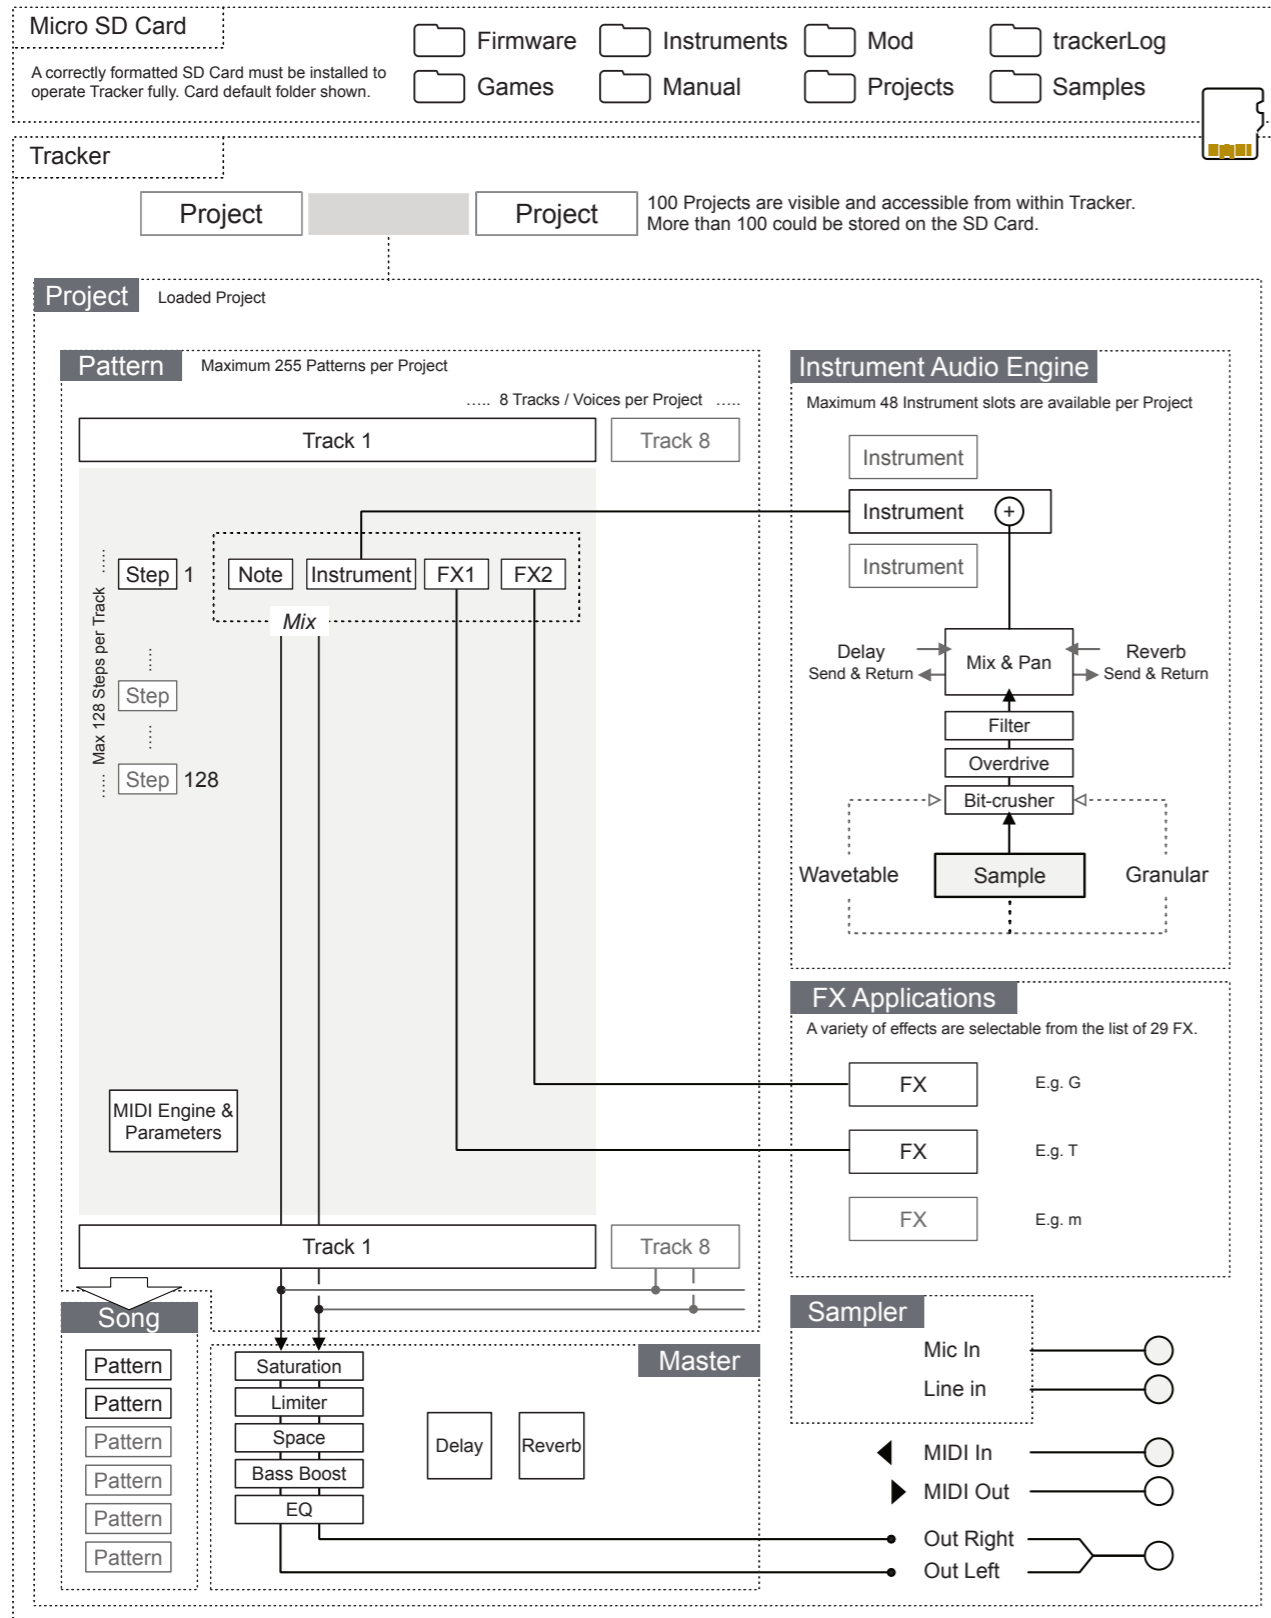 Micro SD Card
A correctly formatted SD Card must be installed to
operate Tracker fully. Card default folder shown.
Firmware
Instruments
Mod
trackerLog
Games
Manual
Projects
Samples
Tracker
Project
Project
100 Projects are visible and accessible from within Tracker.
More than 100 could be stored on the SD Card.
Project
Loaded Project
Pattern
Maximum 255 Patterns per Project
..... 8 Tracks / Voices per Project .....
Track 1
Track 8
..... Max 128 Steps per Track .....
Step 1
Note
Instrument
FX1
FX2
Mix
Step
Step 128
MIDI Engine &
Parameters
Track 1
Track 8
Instrument Audio Engine
Maximum 48 Instrument slots are available per Project
Instrument
Instrument +
Instrument
Delay
Send & Return
Mix & Pan
Reverb
Send & Return
Filter
Overdrive
Bit-crusher
Wavetable
Sample
Granular
FX Applications
A variety of effects are selectable from the list of 29 FX.
FX
E.g. G
FX
E.g. T
FX
E.g. m
Song
Pattern
Pattern
Pattern
Pattern
Pattern
Pattern
Master
Saturation
Limiter
Space
Bass Boost
EQ
Delay
Reverb
Sampler
Mic In
Line in
MIDI In
MIDI Out
Out Right
Out Left